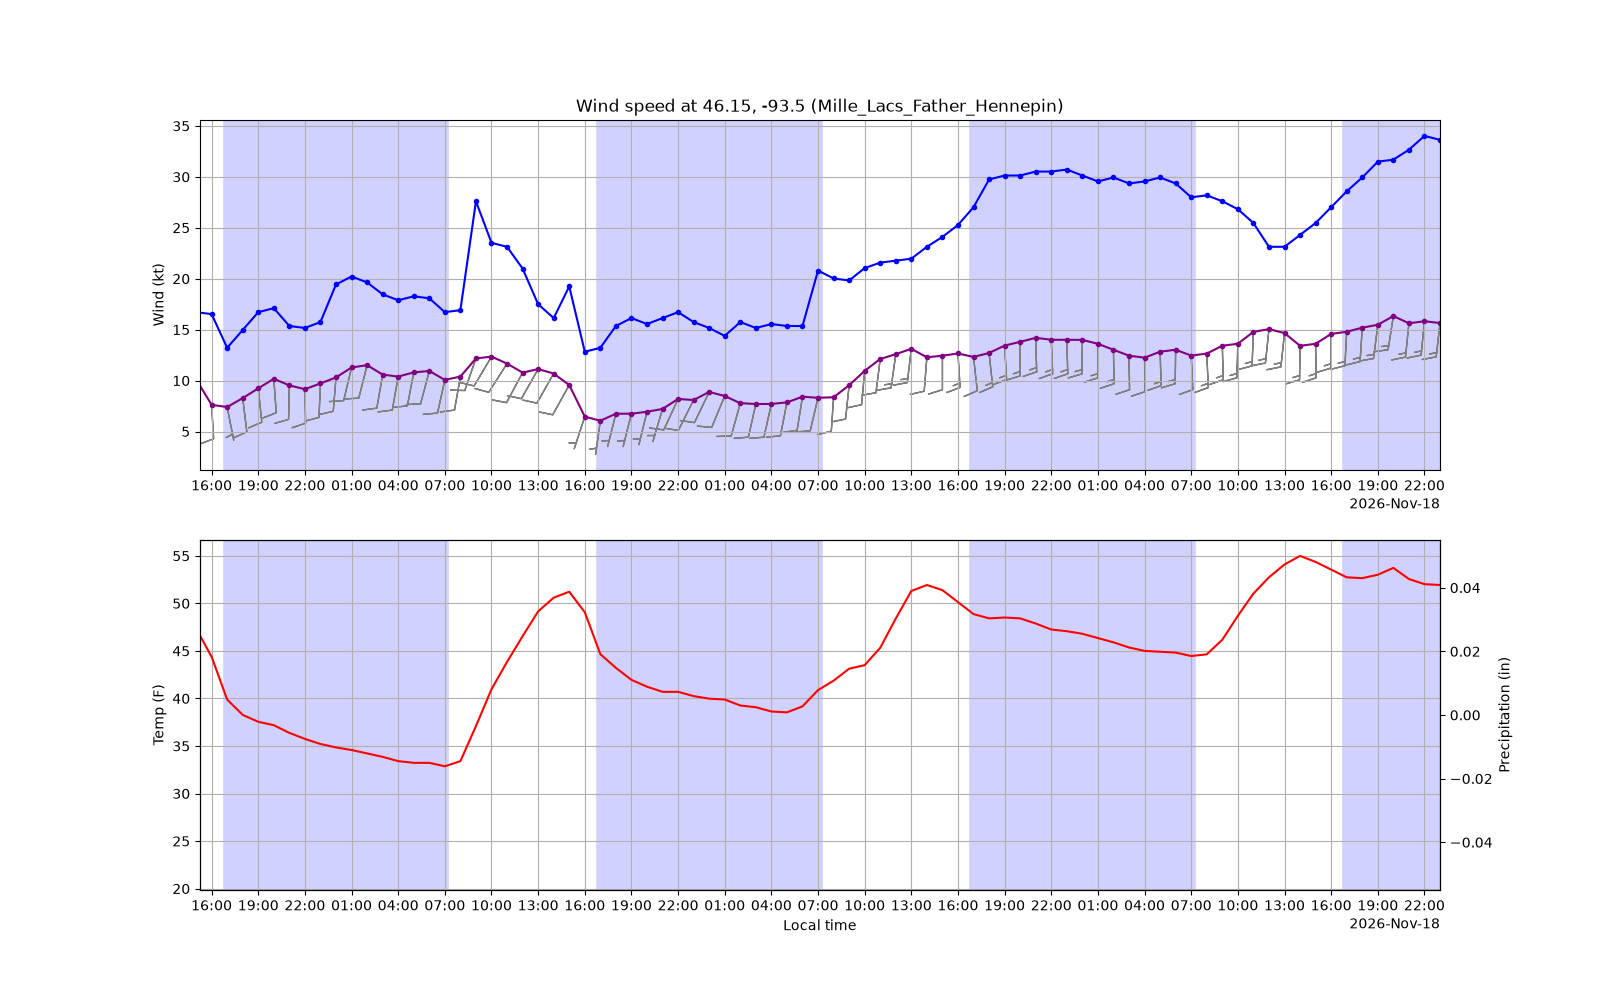 Wind speed at 46.15, -93.5 (Mille_Lacs_Father_Hennepin)
35
30
25
20
15
10
5
Wind (kt)
16:00 19:00 22:00 01:00 04:00 07:00 10:00 13:00 16:00 19:00 22:00 01:00 04:00 07:00 10:00 13:00 16:00 19:00 22:00 01:00 04:00 07:00 10:00 13:00 16:00 19:00 22:00
2026-Nov-18
55
50
45
40
35
30
25
20
Temp (F)
0.04
0.02
0.00
−0.02
−0.04
Precipitation (in)
16:00 19:00 22:00 01:00 04:00 07:00 10:00 13:00 16:00 19:00 22:00 01:00 04:00 07:00 10:00 13:00 16:00 19:00 22:00 01:00 04:00 07:00 10:00 13:00 16:00 19:00 22:00
Local time
2026-Nov-18